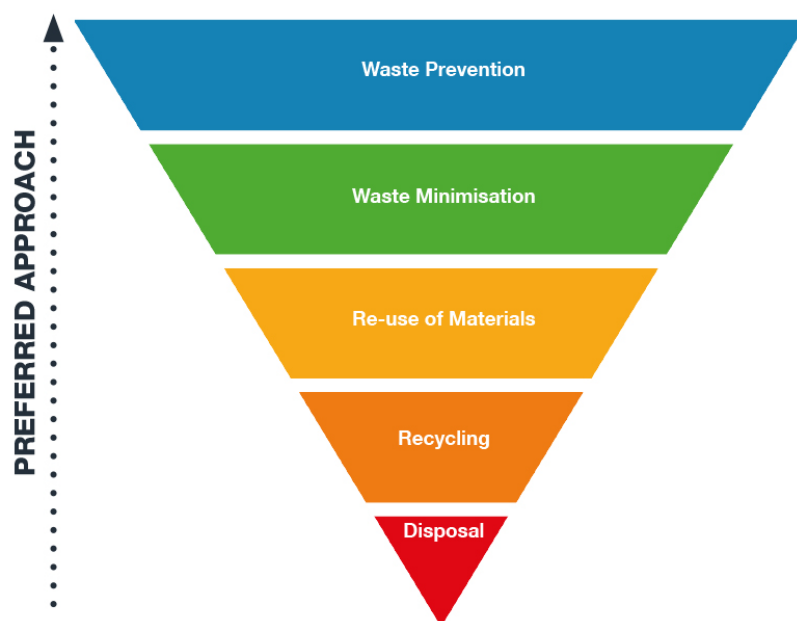 PREFERRED APPROACH
Waste Prevention
Waste Minimisation
Re-use of Materials
Recycling
Disposal